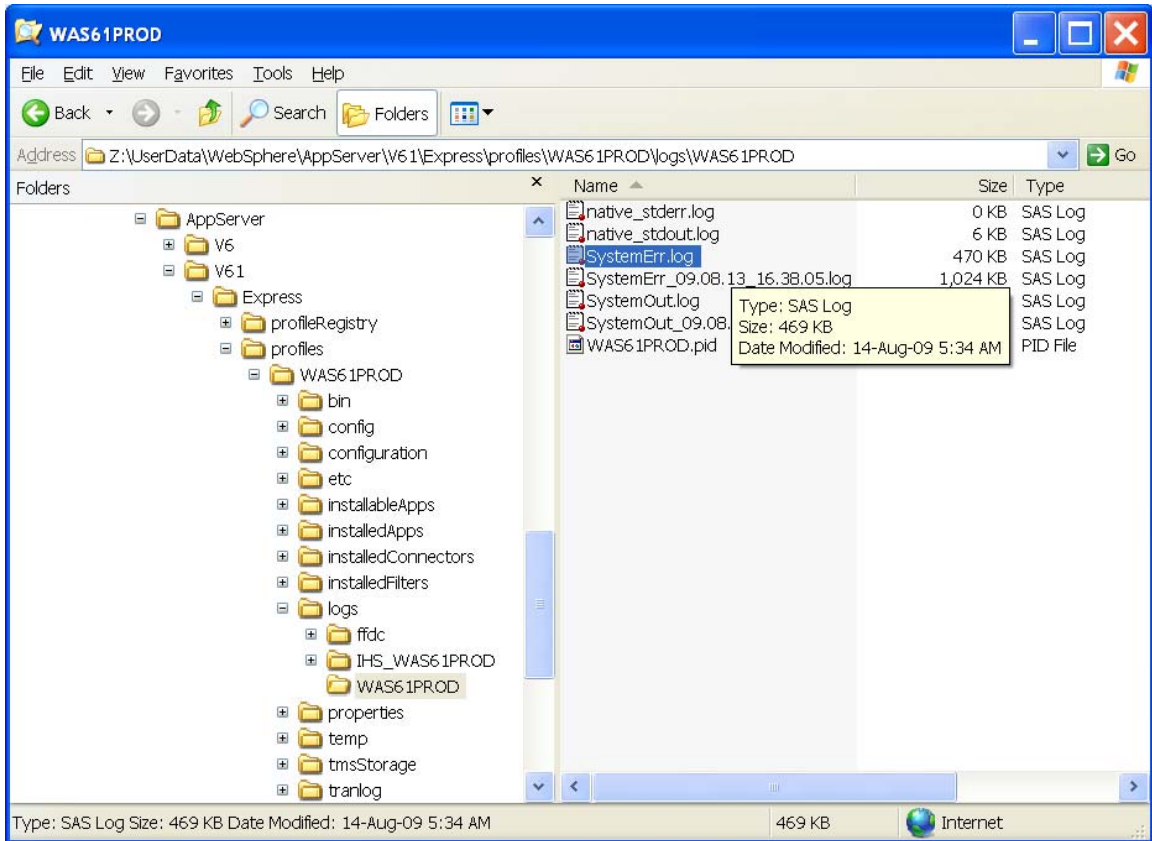 WAS61PROD
File Edit View Favorites Tools Help
Back Search Folders
Address Z:\UserData\WebSphere\AppServer\V61\Express\profiles\WAS61PROD\logs\WAS61PROD Go
Folders x
AppServer
V6
V61
Express
profileRegistry
profiles
WAS61PROD
bin
config
configuration
etc
installableApps
installedApps
installedConnectors
installedFilters
logs
ffdc
IHS_WAS61PROD
WAS61PROD
properties
temp
tmsStorage
tranlog
Name Size Type
native_stderr.log 0 KB SAS Log
native_stdout.log 6 KB SAS Log
SystemErr.log 470 KB SAS Log
SystemErr_09.08.13_16.38.05.log 1,024 KB SAS Log
SystemOut.log SAS Log
SystemOut_09.08. SAS Log
WAS61PROD.pid PID File
Type: SAS Log
Size: 469 KB
Date Modified: 14-Aug-09 5:34 AM
Type: SAS Log Size: 469 KB Date Modified: 14-Aug-09 5:34 AM 469 KB Internet